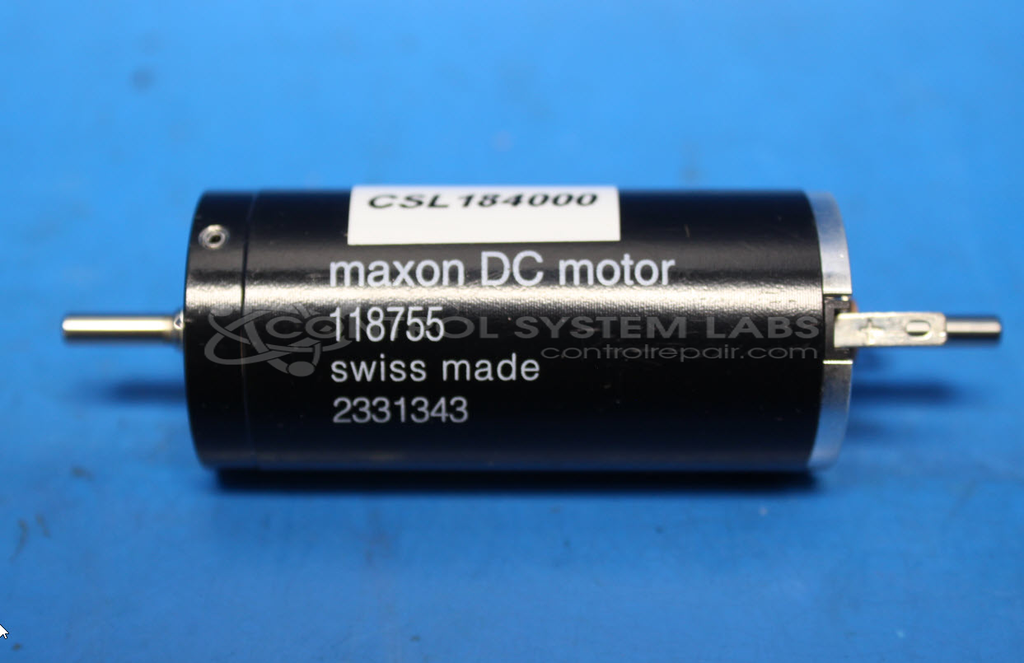 CSL184000
maxon DC motor
118755
swiss made
2331343
CONTROL SYSTEM LABS
controlrepair.com
+